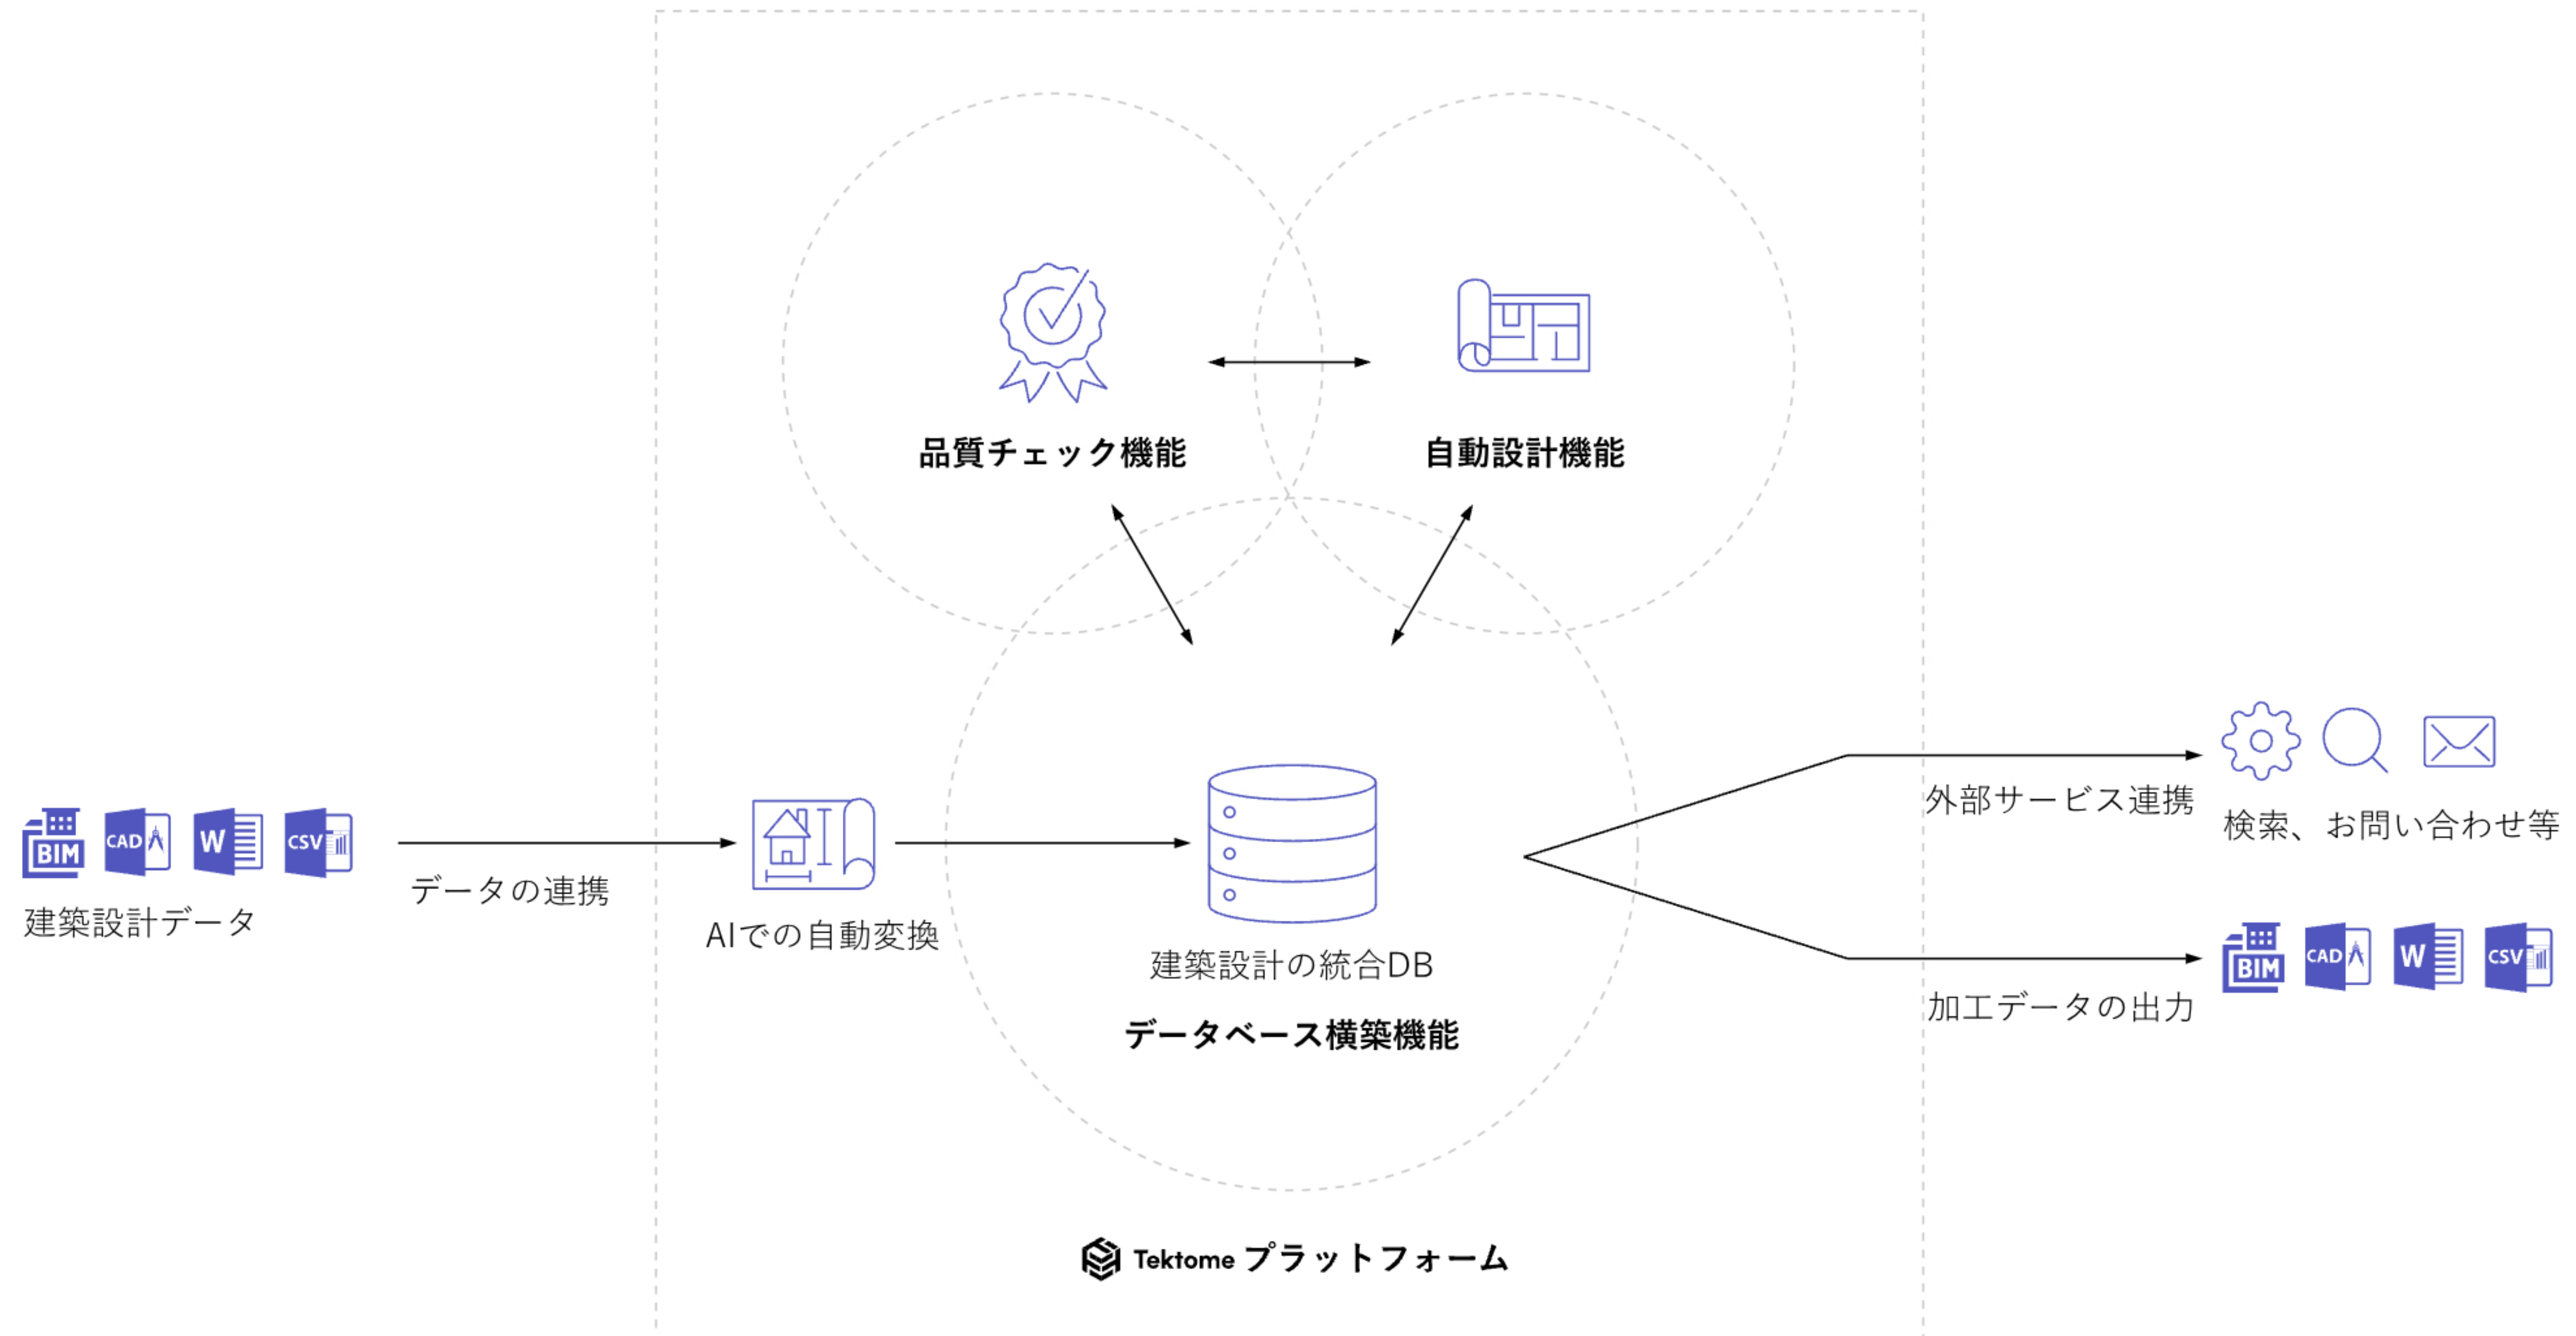 品質チェック機能
自動設計機能
BIM
CAD
W
CSV
建築設計データ
データの連携
AIでの自動変換
建築設計の統合DB
データベース横築機能
外部サービス連携
検索、お問い合わせ等
BIM
CAD
W
CSV
加工データの出力
Tektome プラットフォーム